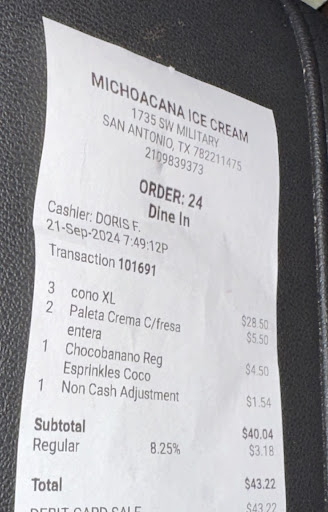 MICHOACANA ICE CREAM
1735 SW MILITARY
SAN ANTONIO, TX 782211475
2109839373
ORDER: 24
Dine In
Cashier: DORIS F.
21-Sep-2024 7:49:12P
Transaction 101691
3 cono XL $28.50
2 Paleta Crema C/fresa $5.50
entera
1 Chocobanano Reg $4.50
Esprinkles Coco
1 Non Cash Adjustment $1.54
Subtotal $40.04
Regular 8.25% $3.18
Total $43.22
DEBIT CARD SALE $43.22